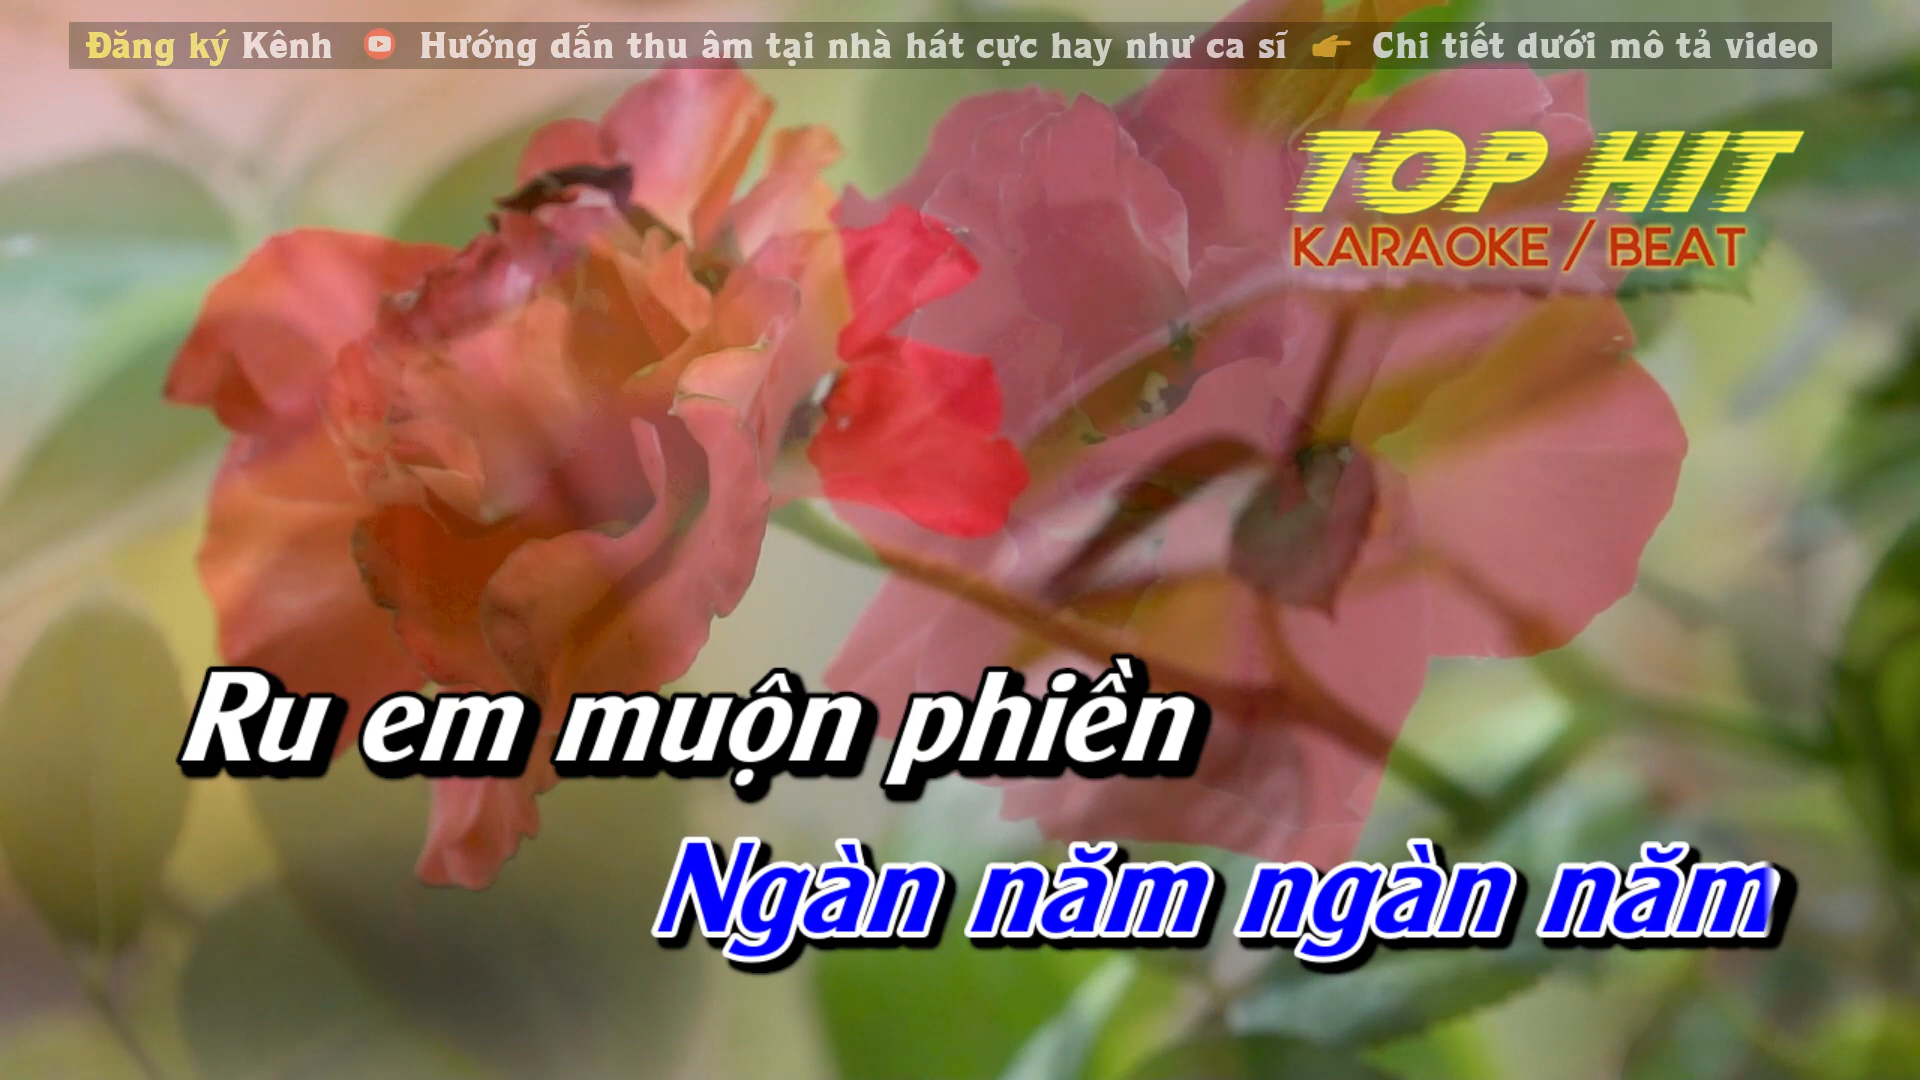 Đăng ký Kênh Hướng dẫn thu âm tại nhà hát cực hay như ca sĩ Chi tiết dưới mô tả video
TOP HIT
KARAOKE / BEAT
Ru em muộn phiền
Ngàn năm ngàn năm